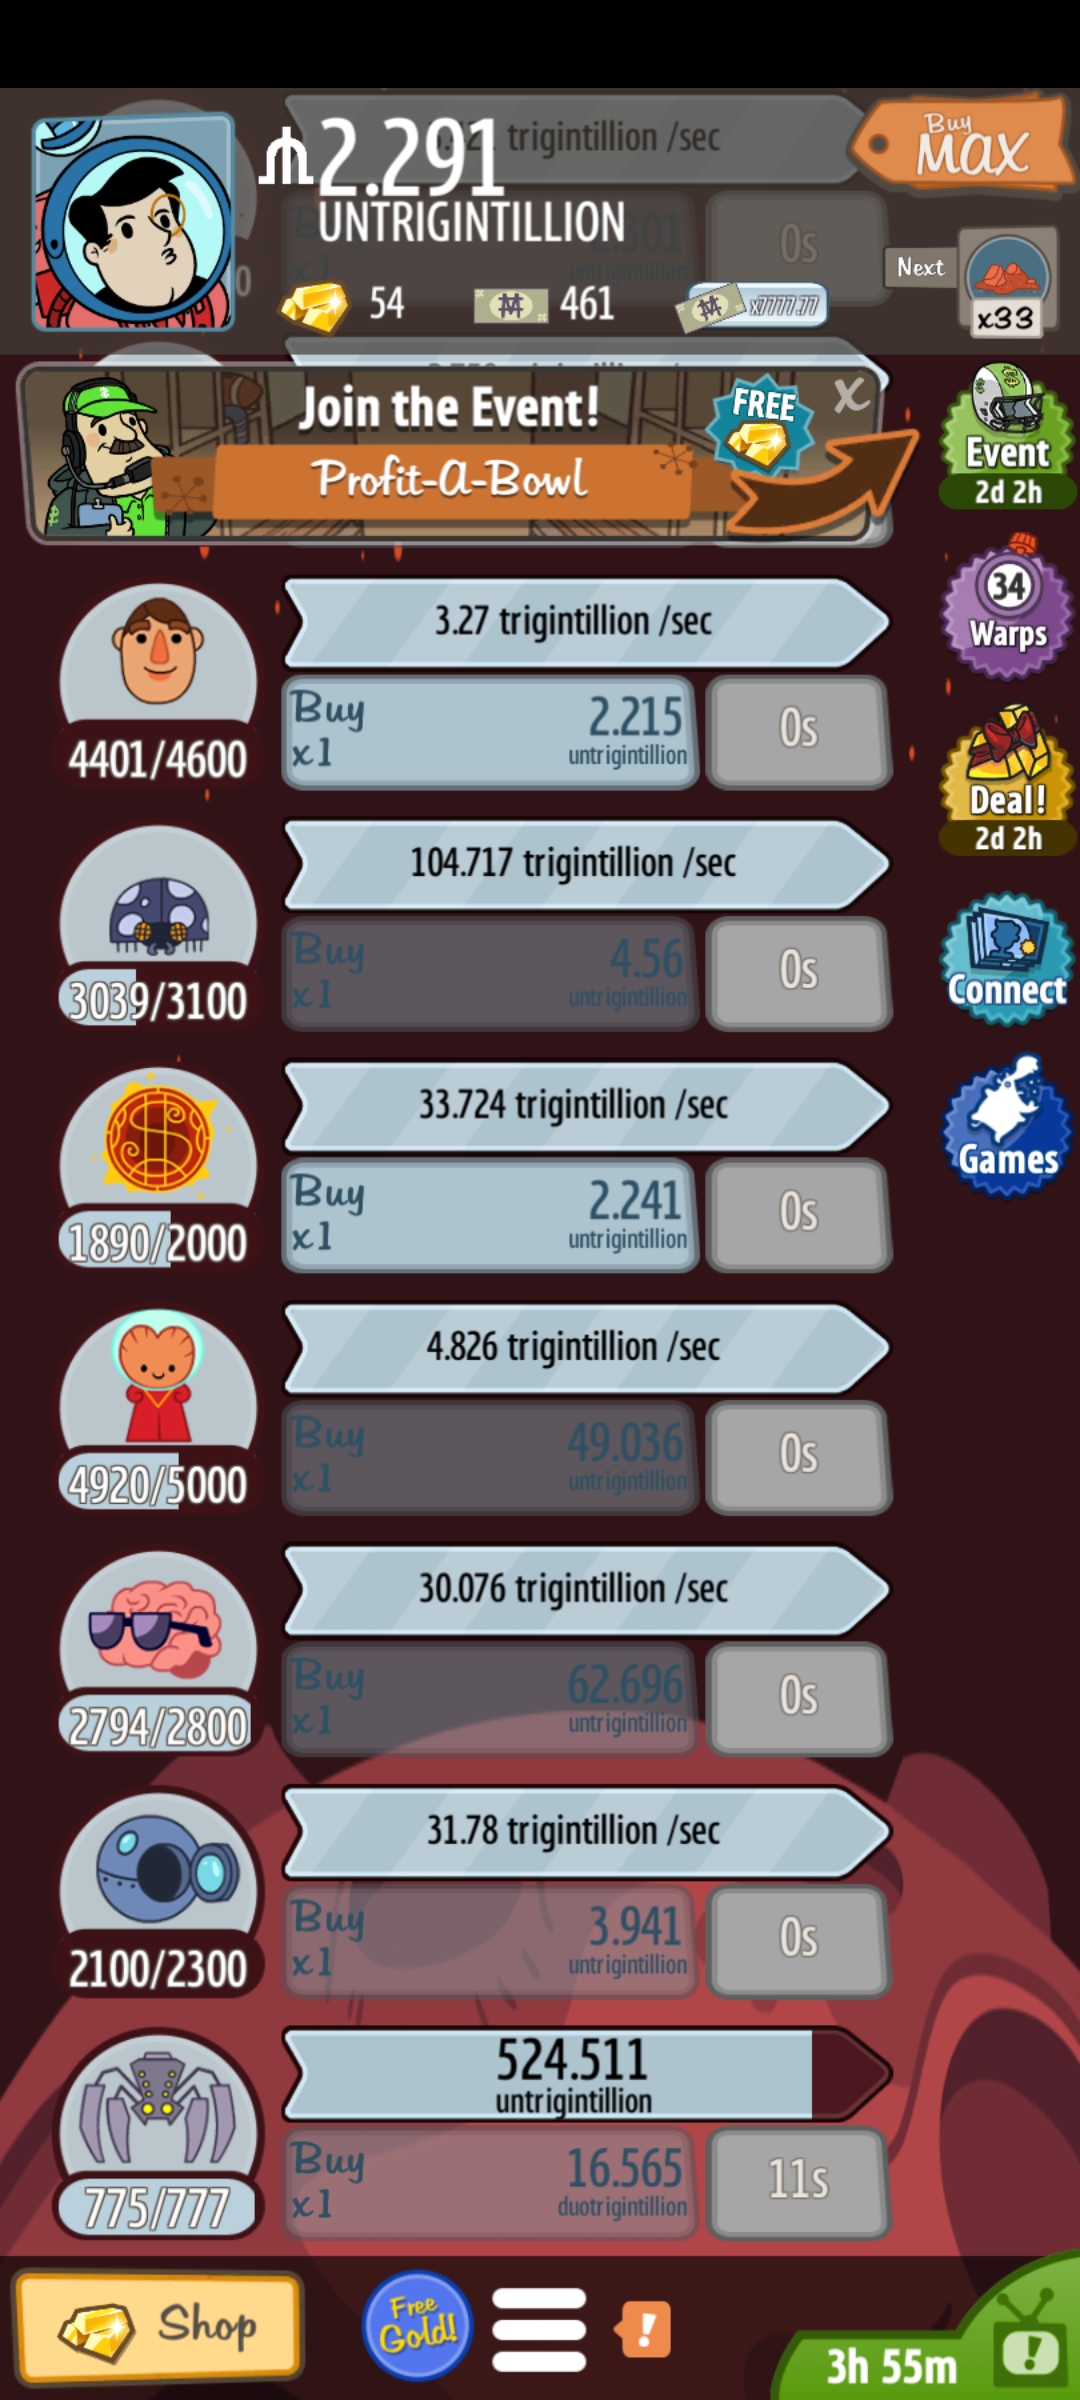 2.291
UNTRIGINTILLION
trigintillion /sec
Buy
MAX
0s
54
461
x7777.77
Next
x33
Join the Event!
FREE
X
Profit-A-Bowl
Event
2d 2h
3.27 trigintillion /sec
Buy
x1
2.215
untrigintillion
0s
4401/4600
34
Warps
104.717 trigintillion /sec
Buy
x1
4.56
untrigintillion
0s
3039/3100
Deal!
2d 2h
Connect
33.724 trigintillion /sec
Buy
x1
2.241
untrigintillion
0s
1890/2000
Games
4.826 trigintillion /sec
Buy
x1
49.036
untrigintillion
0s
4920/5000
30.076 trigintillion /sec
Buy
x1
62.696
untrigintillion
0s
2794/2800
31.78 trigintillion /sec
Buy
x1
3.941
untrigintillion
0s
2100/2300
524.511
untrigintillion
Buy
x1
16.565
duotrigintillion
11s
775/777
Shop
Free
Gold!
!
3h 55m
!